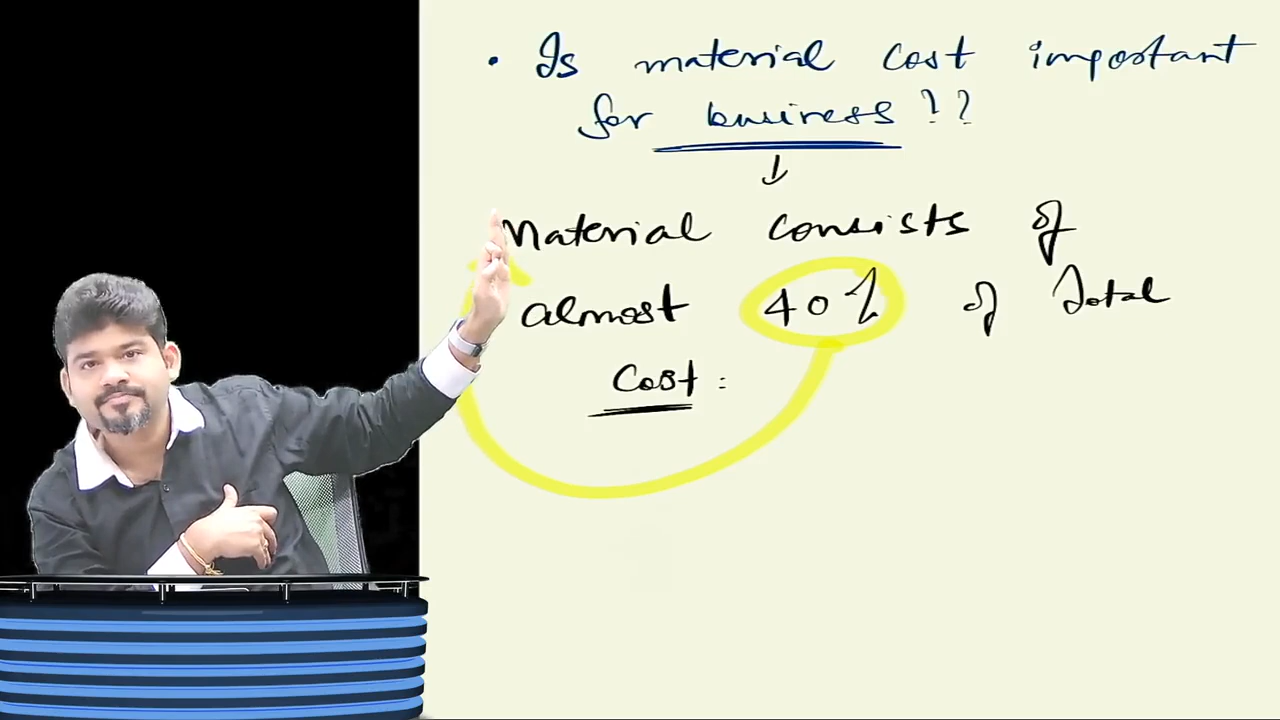 • Is material cost important
for business ??
↓
Material consists of
almost 40% of Total
Cost :